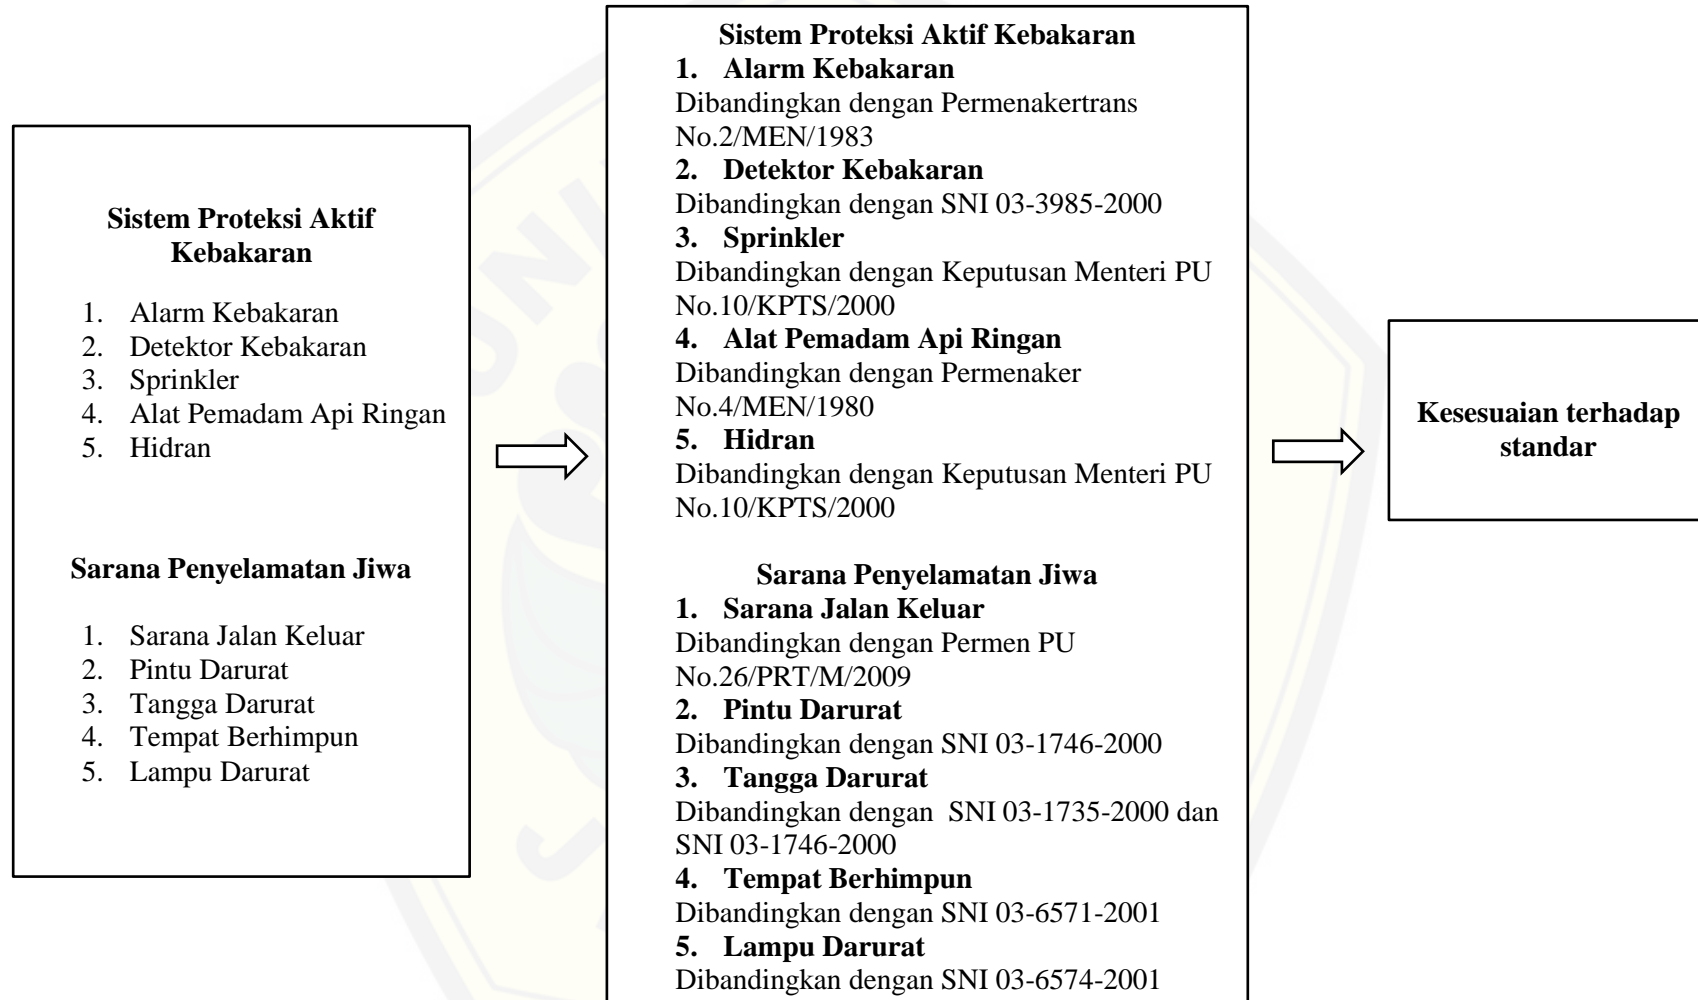 Sistem Proteksi Aktif
Kebakaran
1. Alarm Kebakaran
2. Detektor Kebakaran
3. Sprinkler
4. Alat Pemadam Api Ringan
5. Hidran
Sarana Penyelamatan Jiwa
1. Sarana Jalan Keluar
2. Pintu Darurat
3. Tangga Darurat
4. Tempat Berhimpun
5. Lampu Darurat
Sistem Proteksi Aktif Kebakaran
1. Alarm Kebakaran
Dibandingkan dengan Permenakertrans
No.2/MEN/1983
2. Detektor Kebakaran
Dibandingkan dengan SNI 03-3985-2000
3. Sprinkler
Dibandingkan dengan Keputusan Menteri PU
No.10/KPTS/2000
4. Alat Pemadam Api Ringan
Dibandingkan dengan Permenaker
No.4/MEN/1980
5. Hidran
Dibandingkan dengan Keputusan Menteri PU
No.10/KPTS/2000
Sarana Penyelamatan Jiwa
1. Sarana Jalan Keluar
Dibandingkan dengan Permen PU
No.26/PRT/M/2009
2. Pintu Darurat
Dibandingkan dengan SNI 03-1746-2000
3. Tangga Darurat
Dibandingkan dengan SNI 03-1735-2000 dan
SNI 03-1746-2000
4. Tempat Berhimpun
Dibandingkan dengan SNI 03-6571-2001
5. Lampu Darurat
Dibandingkan dengan SNI 03-6574-2001
Kesesuaian terhadap
standar